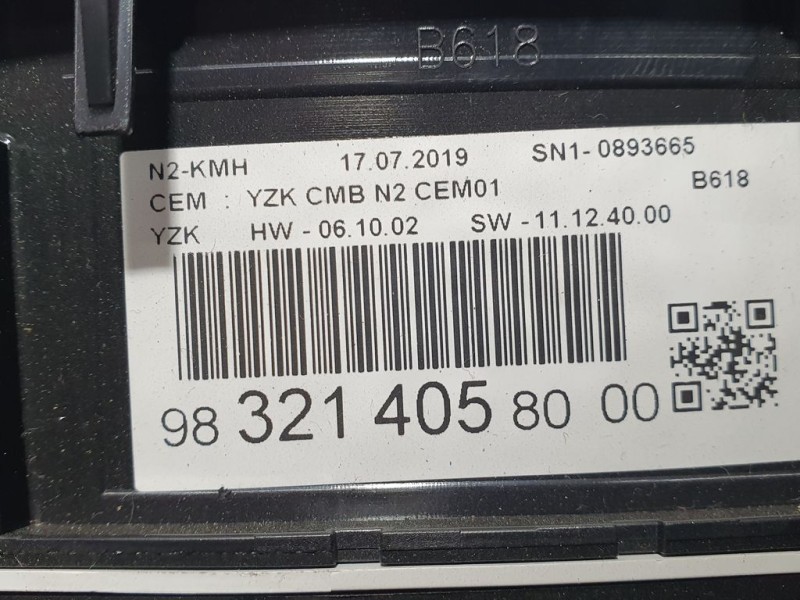 B618
N2-KMH 17.07.2019 SN1-0893665
CEM : YZK CMB N2 CEM01 B618
YZK HW - 06.10.02 SW - 11.12.40.00
98 321 405 80 00